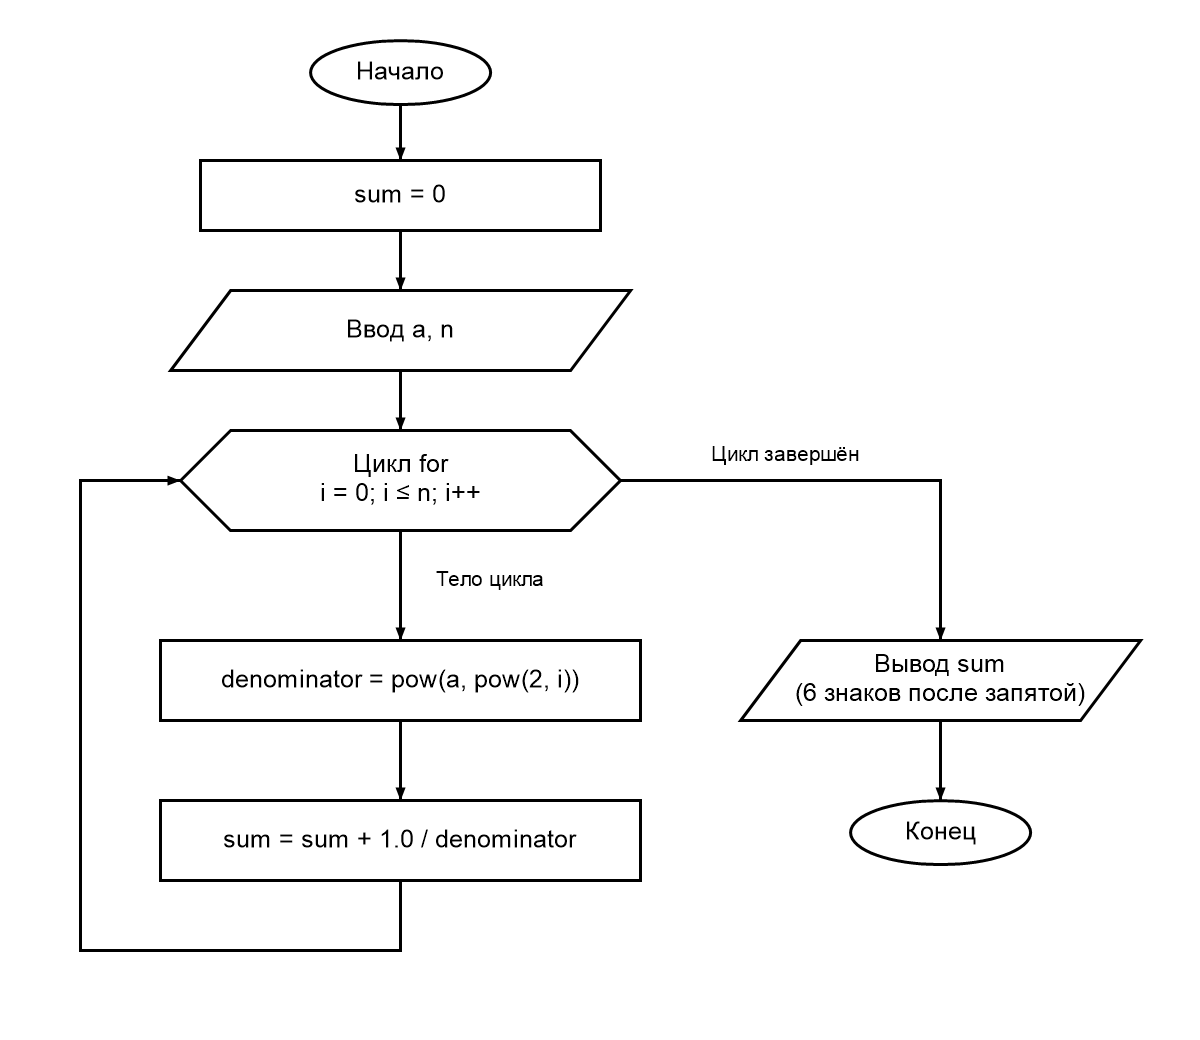 Начало
sum = 0
Ввод a, n
Цикл for
i = 0; i ≤ n; i++
Цикл завершён
Тело цикла
denominator = pow(a, pow(2, i))
Вывод sum
(6 знаков после запятой)
sum = sum + 1.0 / denominator
Конец